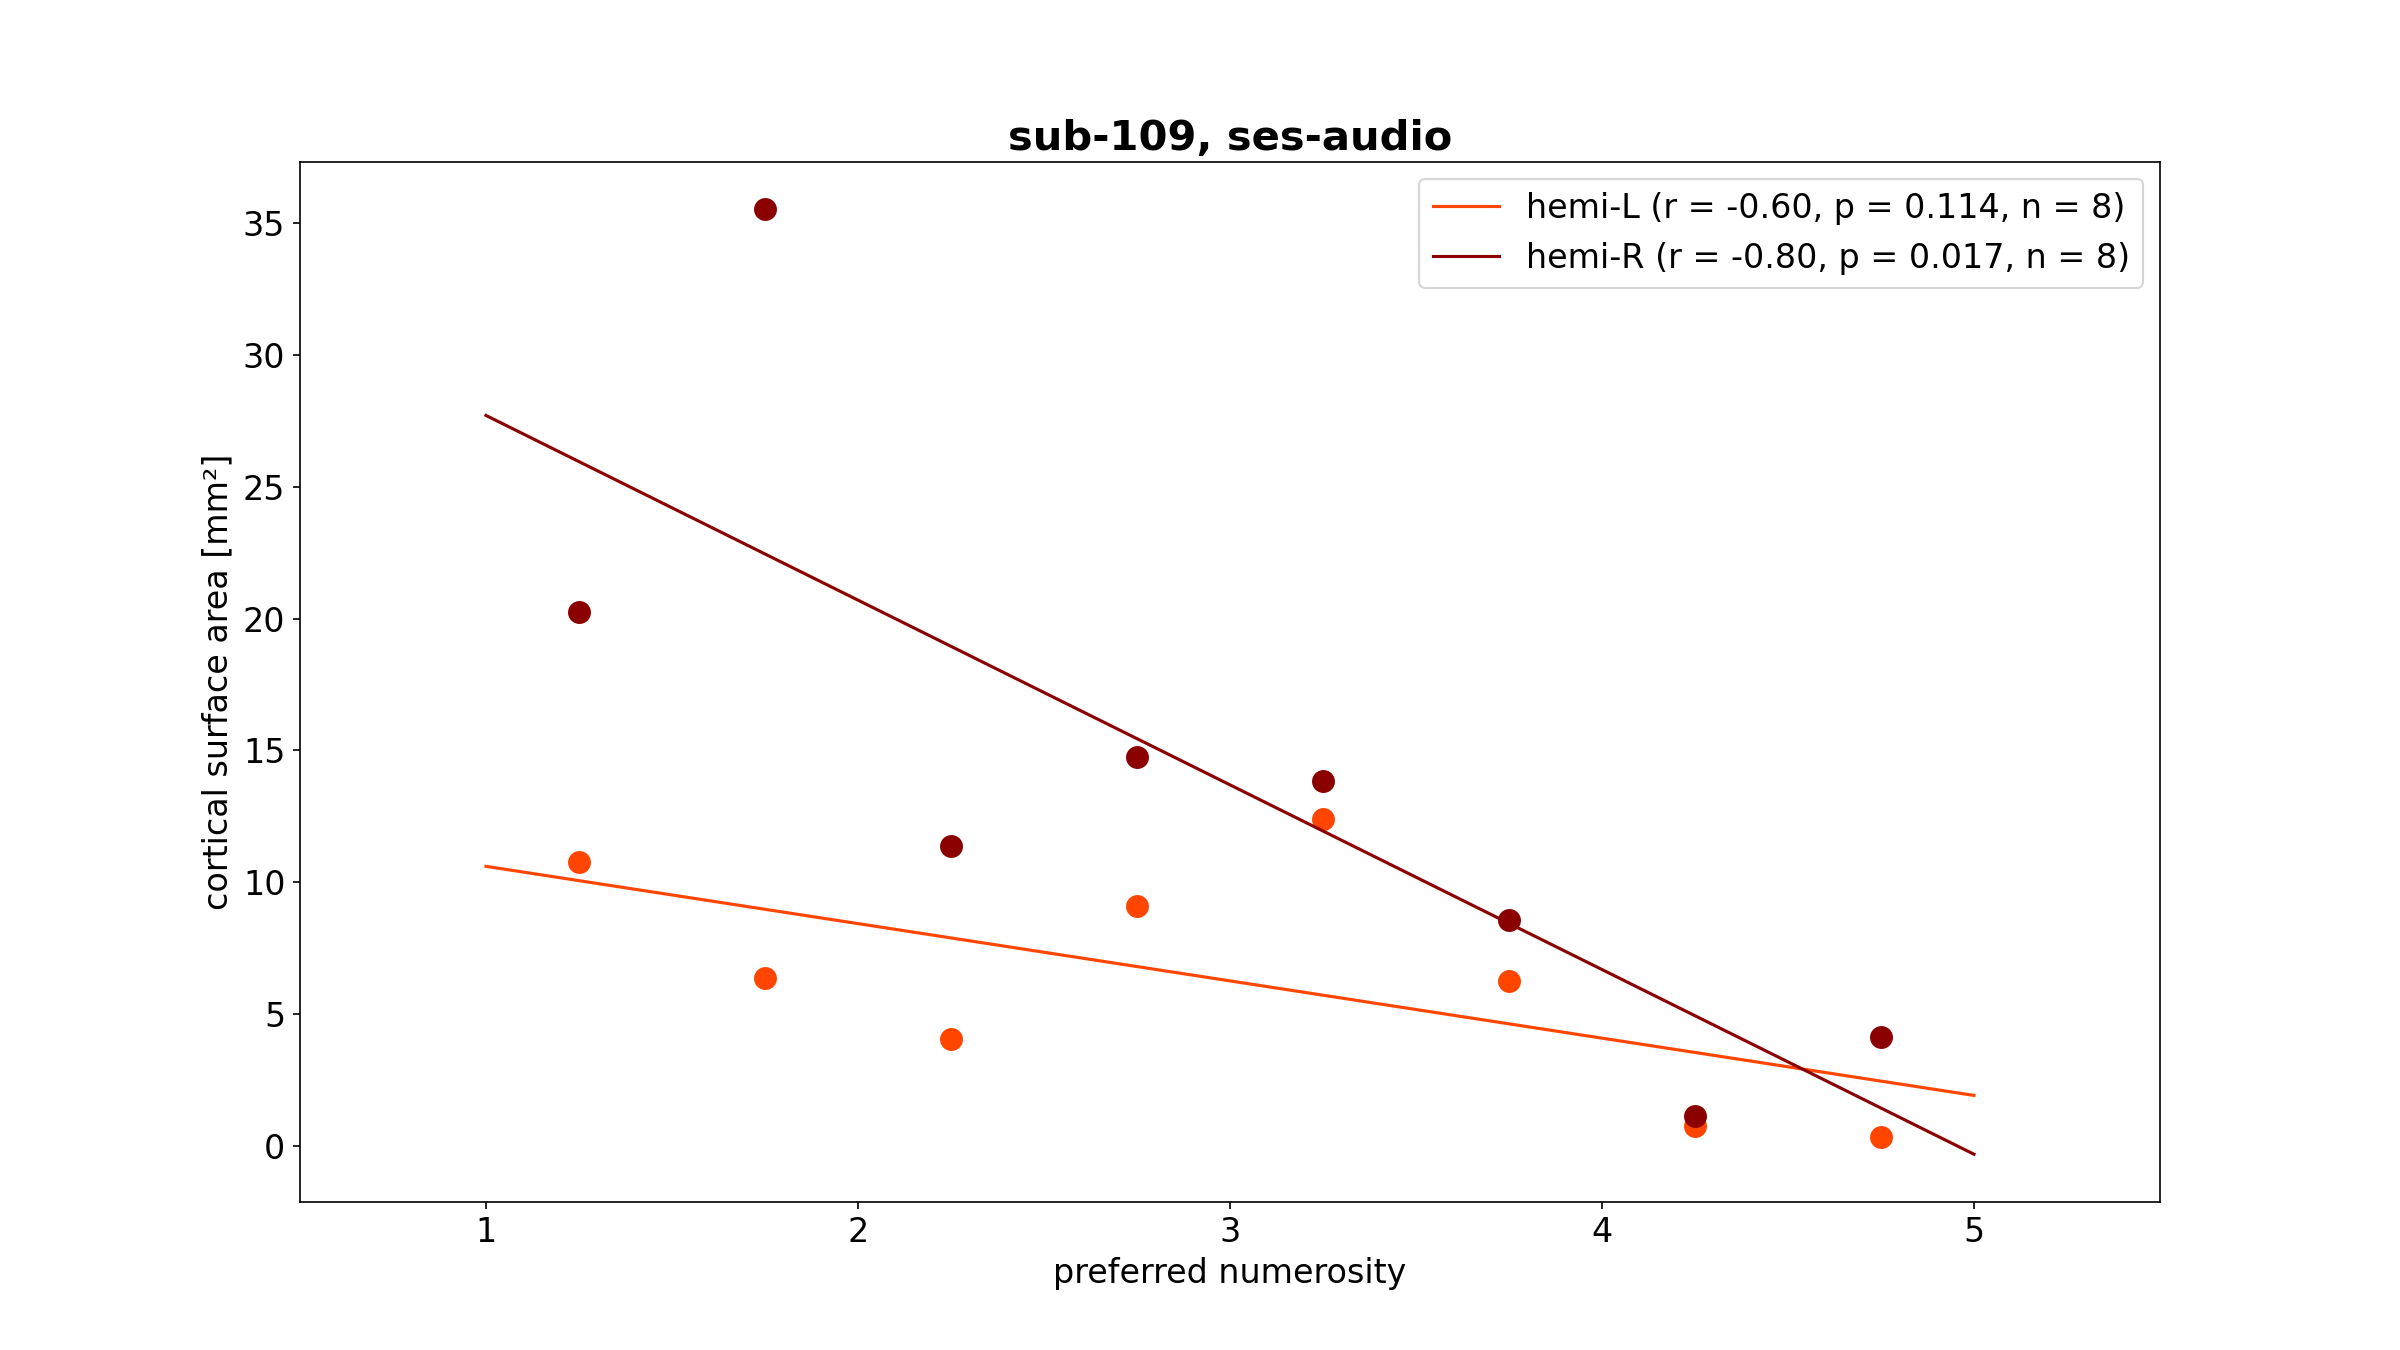 sub-109, ses-audio
hemi-L (r = -0.60, p = 0.114, n = 8)
hemi-R (r = -0.80, p = 0.017, n = 8)
cortical surface area [mm²]
35
30
25
20
15
10
5
0
1 2 3 4 5
preferred numerosity